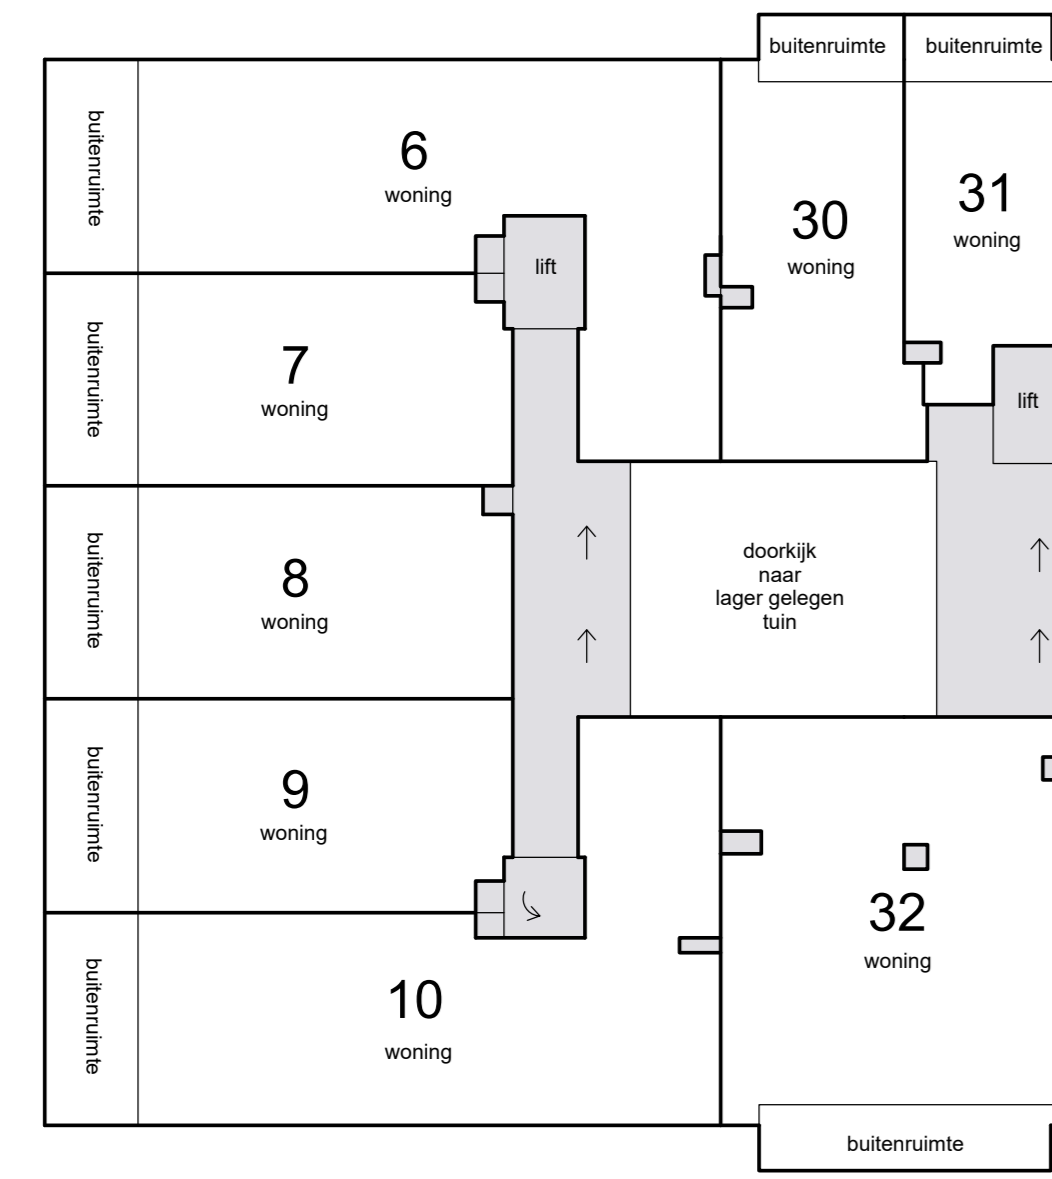 buitenruimte
buitenruimte
buitenruimte
6
woning
31
woning
30
woning
lift
buitenruimte
7
woning
lift
buitenruimte
8
woning
doorkijk
naar
lager gelegen
tuin
buitenruimte
9
woning
32
woning
buitenruimte
10
woning
buitenruimte